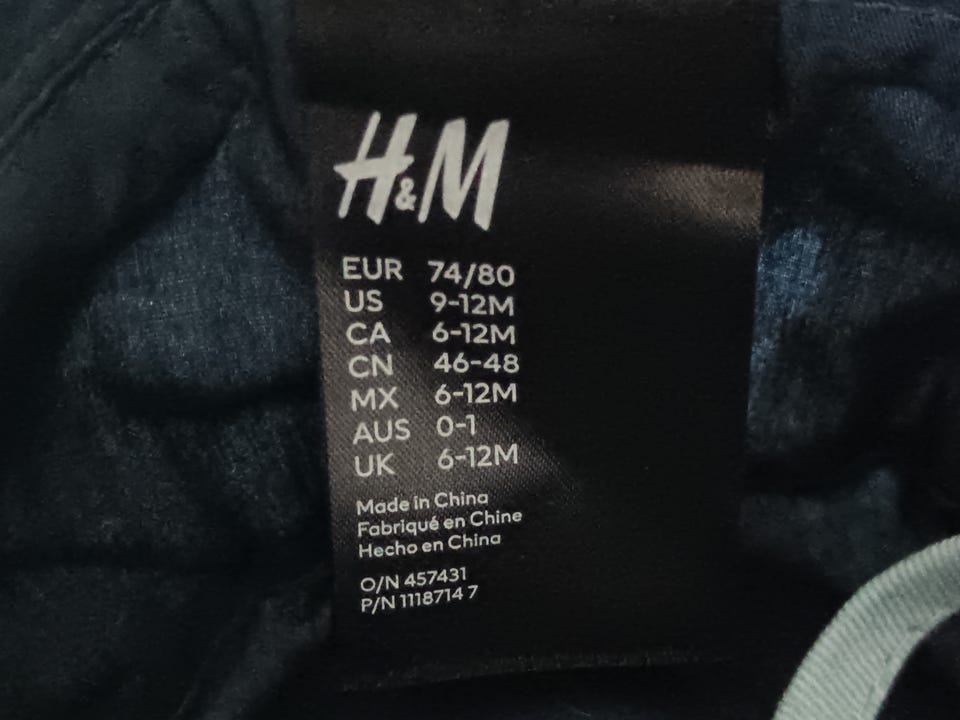 H&M
EUR 74/80
US 9-12M
CA 6-12M
CN 46-48
MX 6-12M
AUS 0-1
UK 6-12M
Made in China
Fabriqué en Chine
Hecho en China
O/N 457431
P/N 1118714 7